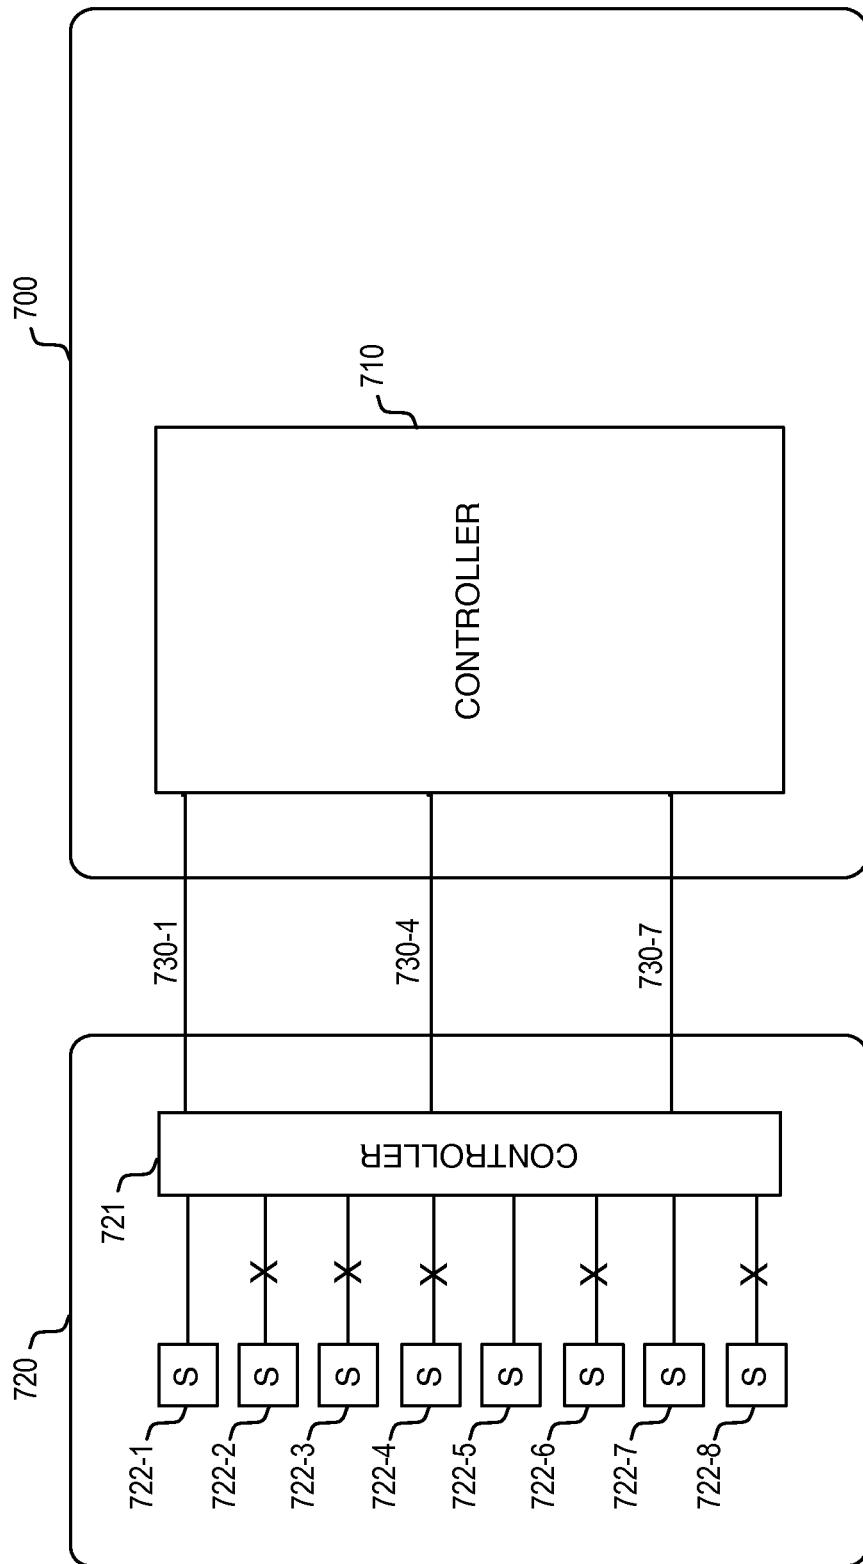 700
710
CONTROLLER
730-1
730-4
730-7
720
721
CONTROLLER
S
S
S
S
S
S
S
S
722-1
722-2
722-3
722-4
722-5
722-6
722-7
722-8
X
X
X
X
X